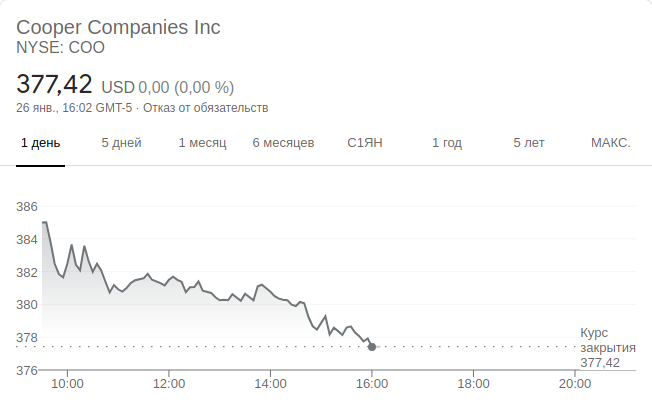 Cooper Companies Inc
NYSE: COO
377,42 USD 0,00 (0,00 %)
26 янв., 16:02 GMT-5 · Отказ от обязательств
1 день 5 дней 1 месяц 6 месяцев С1ЯН 1 год 5 лет МАКС.
386
384
382
380
378
376
Курс
закрытия
377,42
10:00 12:00 14:00 16:00 18:00 20:00